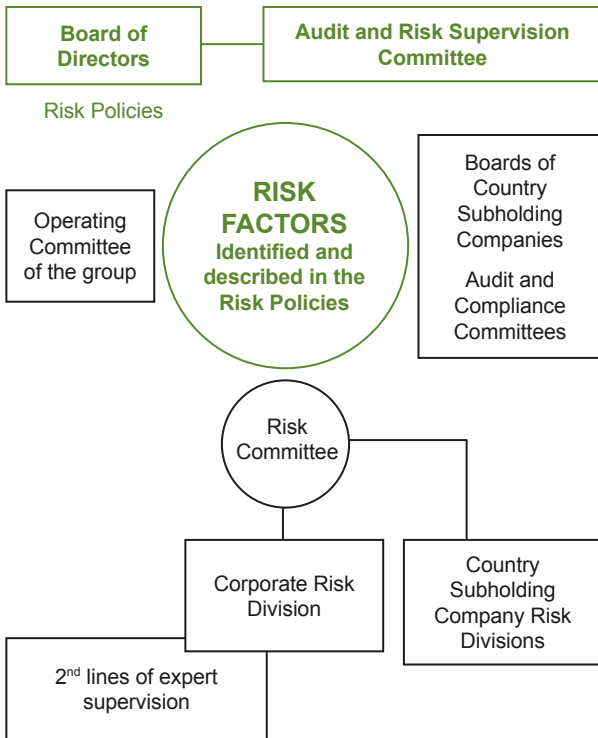 Board of
Directors
Audit and Risk Supervision
Committee
Risk Policies
RISK
FACTORS
Identified and
described in the
Risk Policies
Operating
Committee
of the group
Boards of
Country
Subholding
Companies
Audit and
Compliance
Committees
Risk
Committee
Corporate Risk
Division
Country
Subholding
Company Risk
Divisions
2nd lines of expert
supervision